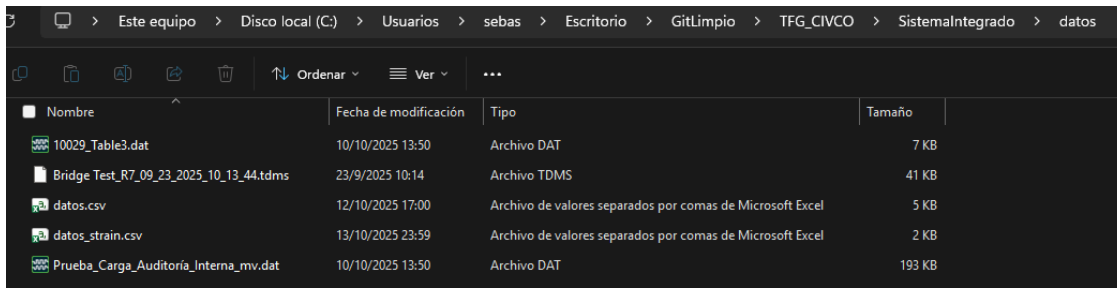 Este equipo > Disco local (C:) > Usuarios > sebas > Escritorio > GitLimpio > TFG_CIVCO > SistemaIntegrado > datos
Ordenar Ver ...
Nombre Fecha de modificación Tipo Tamaño
10029_Table3.dat 10/10/2025 13:50 Archivo DAT 7 KB
Bridge Test_R7_09_23_2025_10_13_44.tdms 23/9/2025 10:14 Archivo TDMS 41 KB
datos.csv 12/10/2025 17:00 Archivo de valores separados por comas de Microsoft Excel 5 KB
datos_strain.csv 13/10/2025 23:59 Archivo de valores separados por comas de Microsoft Excel 2 KB
Prueba_Carga_Auditoría_Interna_mv.dat 10/10/2025 13:50 Archivo DAT 193 KB